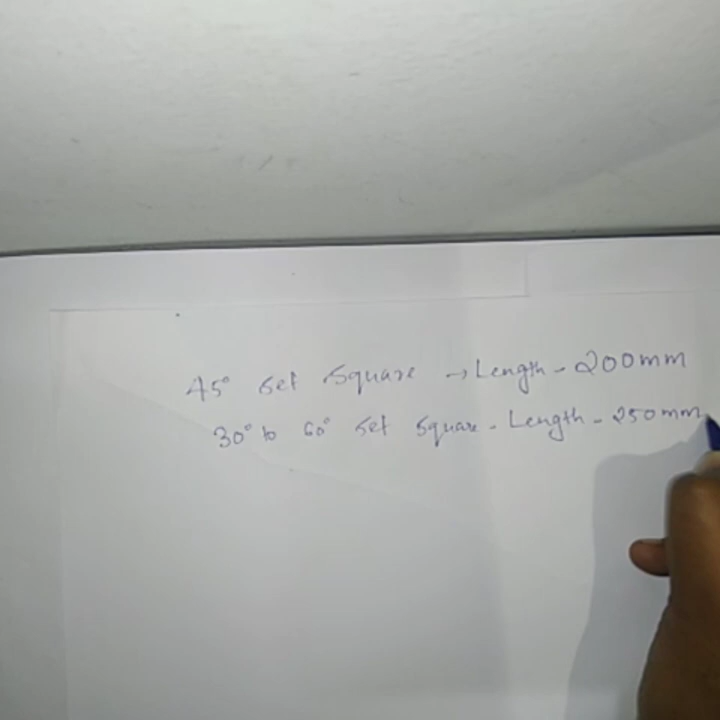 45° Set Square → Length - 200mm
30° to 60° Set Square - Length - 250mm